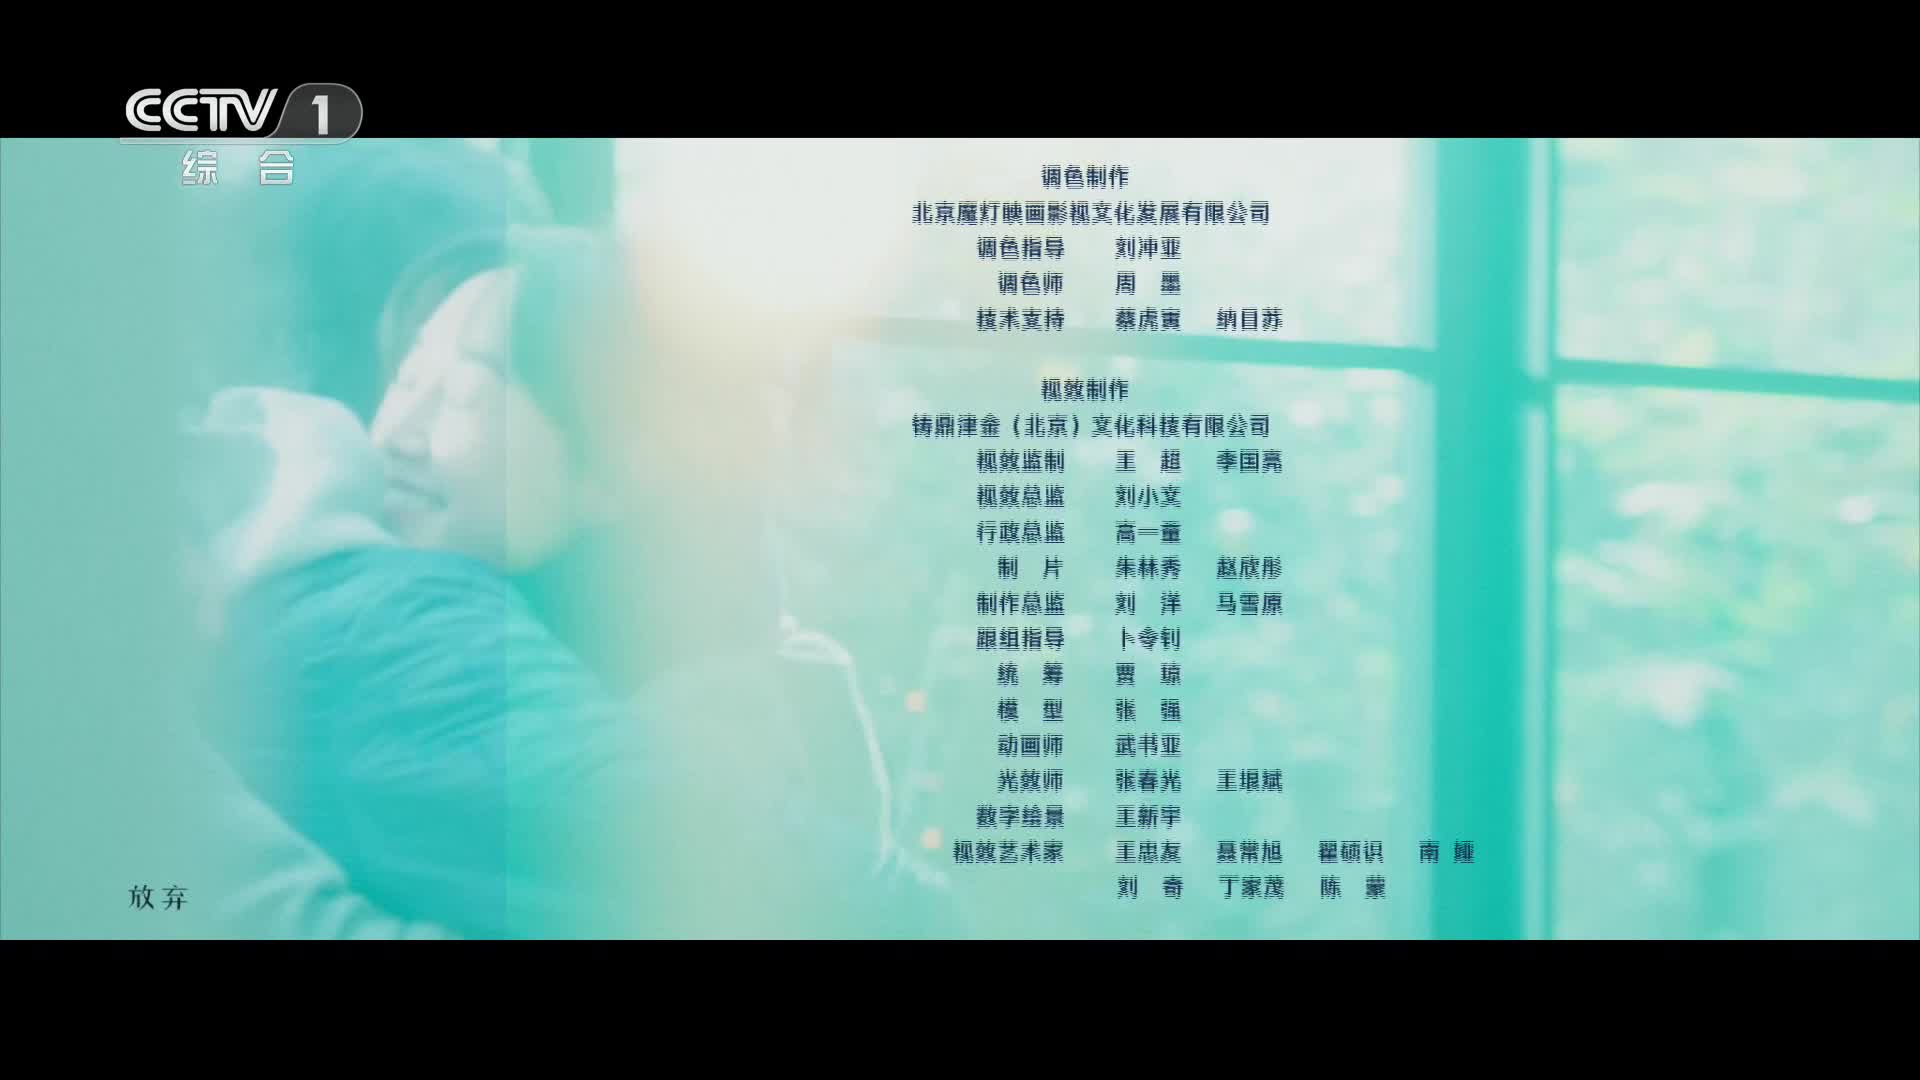 CCTV 1
综 合
调色制作
北京魔灯映画影视文化发展有限公司
调色指导 刘冲亚
调色师 周 墨
技术支持 蔡虎寅 纳日苏
视效制作
铸鼎津金（北京）文化科技有限公司
视效监制 王 超 李国亮
视效总监 刘小文
行政总监 高一童
制 片 朱林秀 赵欣彤
制作总监 刘 洋 马雪原
跟组指导 卜令钊
统 筹 贾 琼
模 型 张 强
动画师 武书亚
光效师 张春光
数字绘景 王新宇
视效艺术家 王忠友 聂常旭 翟硕识 南
刘 奇 丁家茂 陈 蒙
放弃